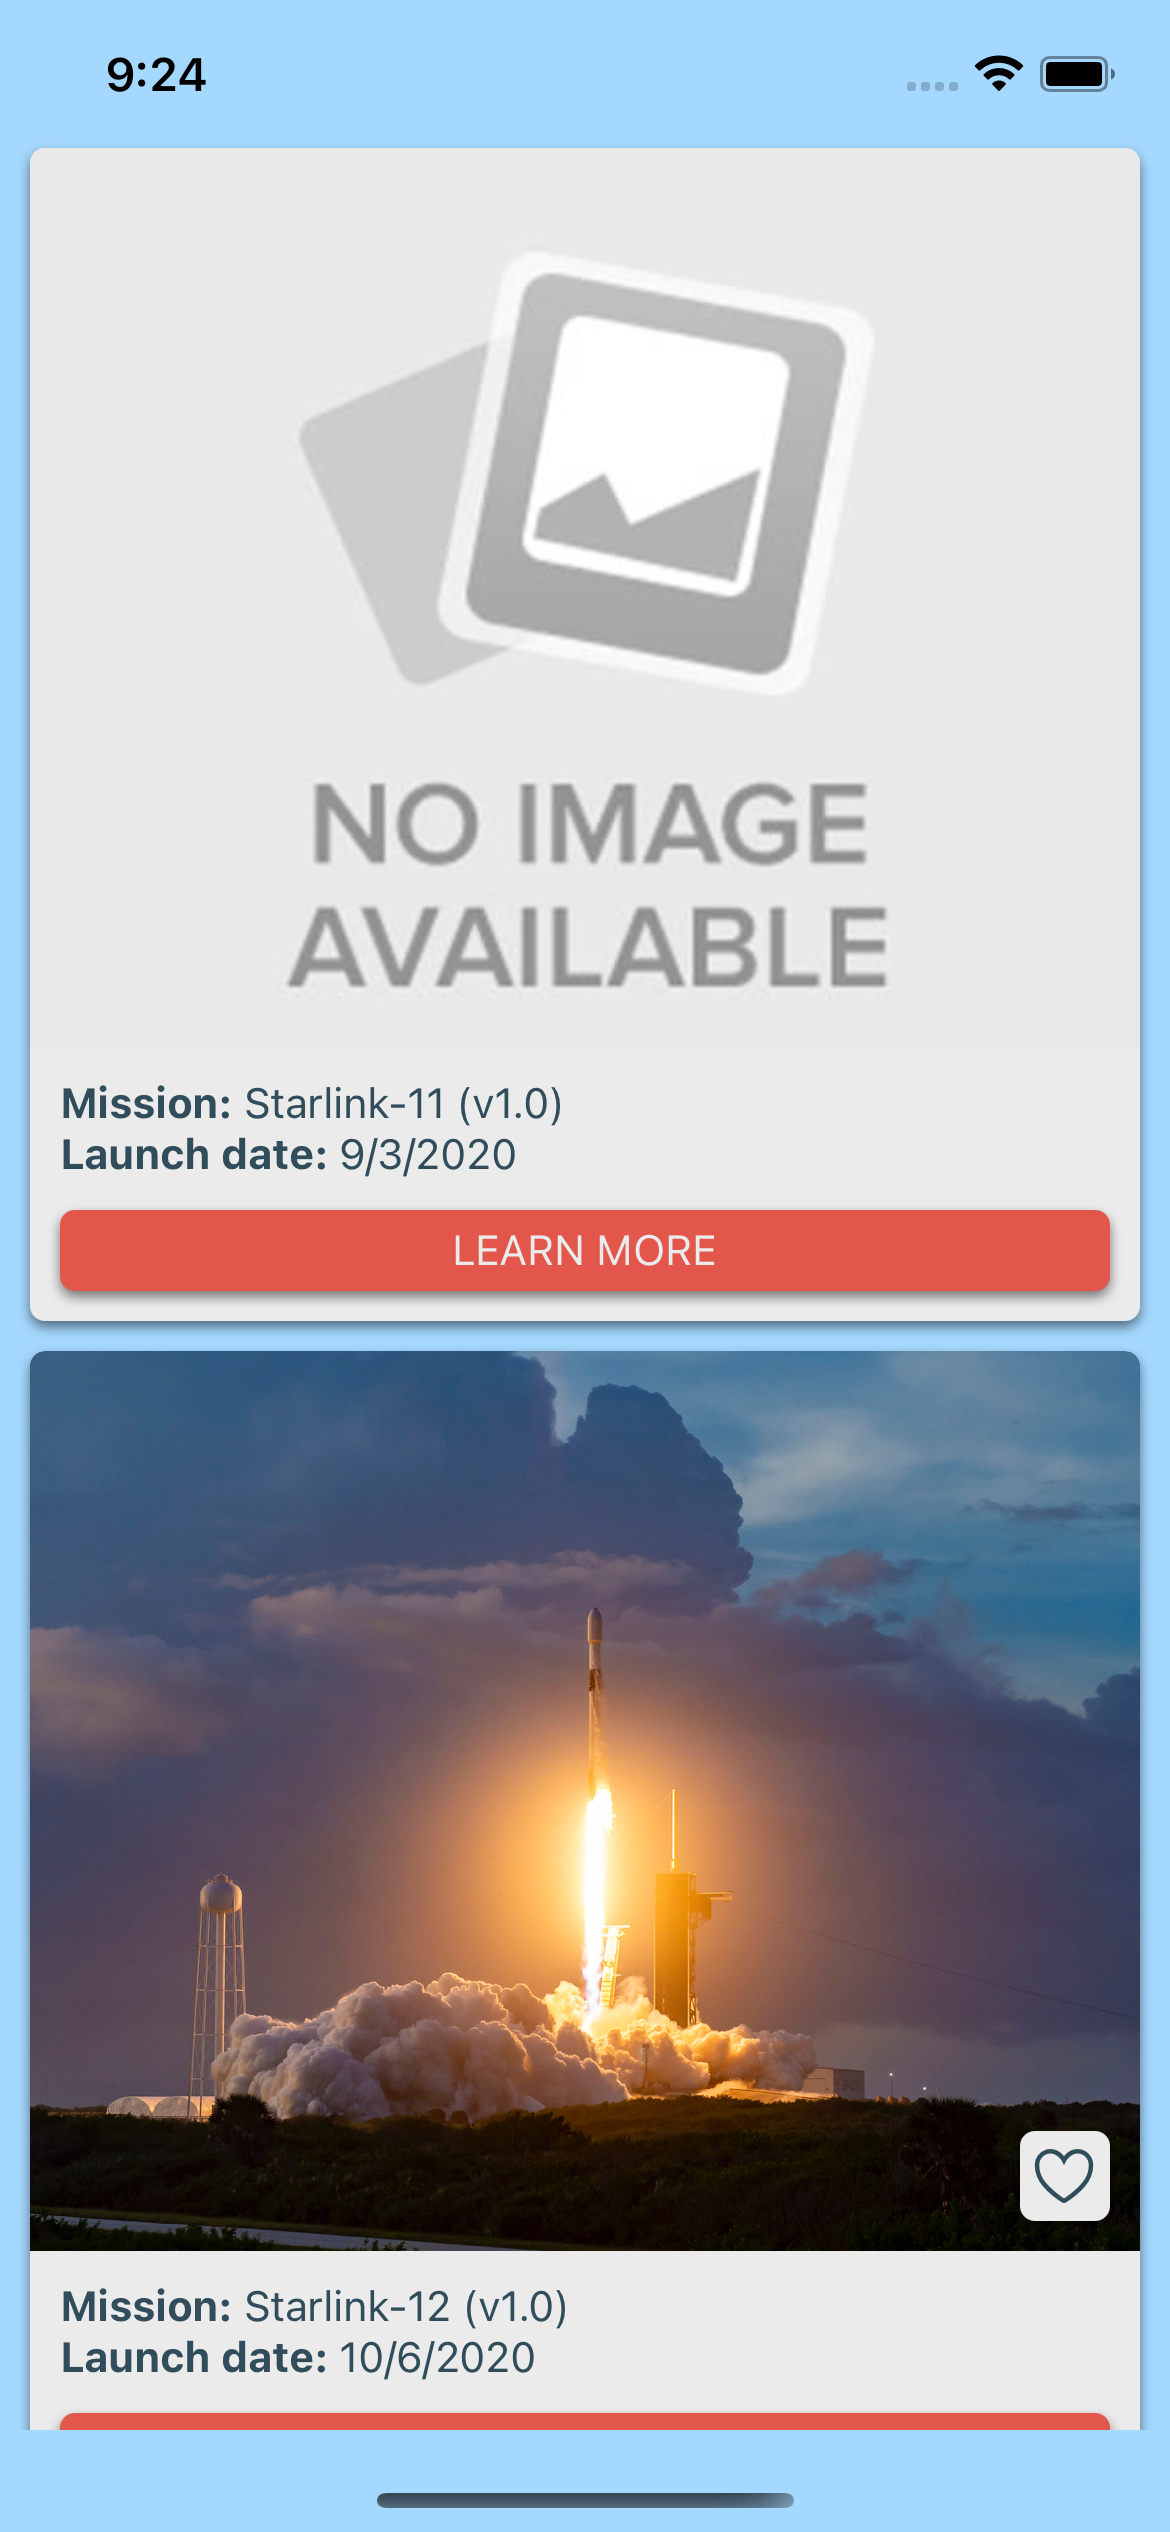 9:24
NO IMAGE
AVAILABLE
Mission: Starlink-11 (v1.0)
Launch date: 9/3/2020
LEARN MORE
Mission: Starlink-12 (v1.0)
Launch date: 10/6/2020